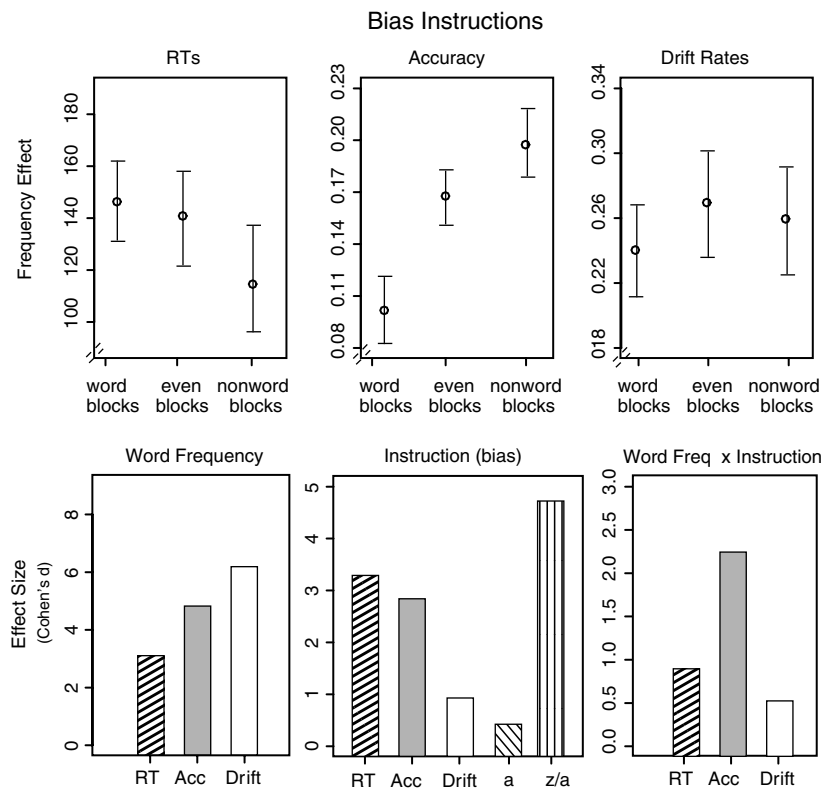 Bias Instructions
RTs
Frequency Effect
180
160
140
120
100
word blocks
even blocks
nonword blocks
Accuracy
0.23
0.20
0.17
0.14
0.11
0.08
word blocks
even blocks
nonword blocks
Drift Rates
0.34
0.30
0.26
0.22
018
word blocks
even blocks
nonword blocks
Word Frequency
Effect Size
(Cohen's d)
8
6
4
2
0
RT Acc Drift
Instruction (bias)
5
4
3
2
1
0
RT Acc Drift a z/a
Word Freq x Instruction
3.0
2.5
2.0
1.5
1.0
0.5
0.0
RT Acc Drift